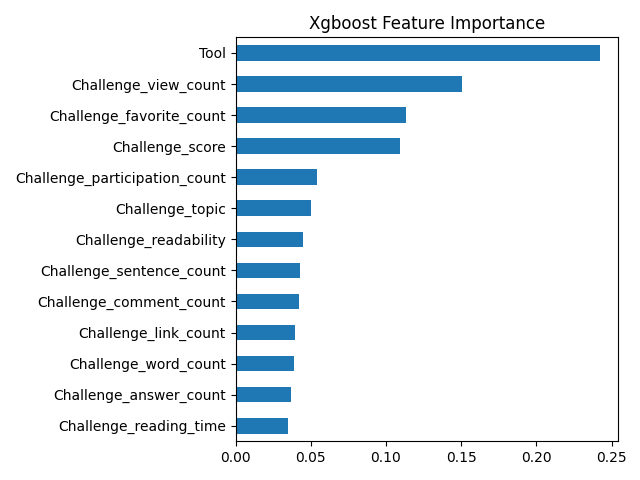 Xgboost Feature Importance
Tool
Challenge_view_count
Challenge_favorite_count
Challenge_score
Challenge_participation_count
Challenge_topic
Challenge_readability
Challenge_sentence_count
Challenge_comment_count
Challenge_link_count
Challenge_word_count
Challenge_answer_count
Challenge_reading_time
0.00 0.05 0.10 0.15 0.20 0.25